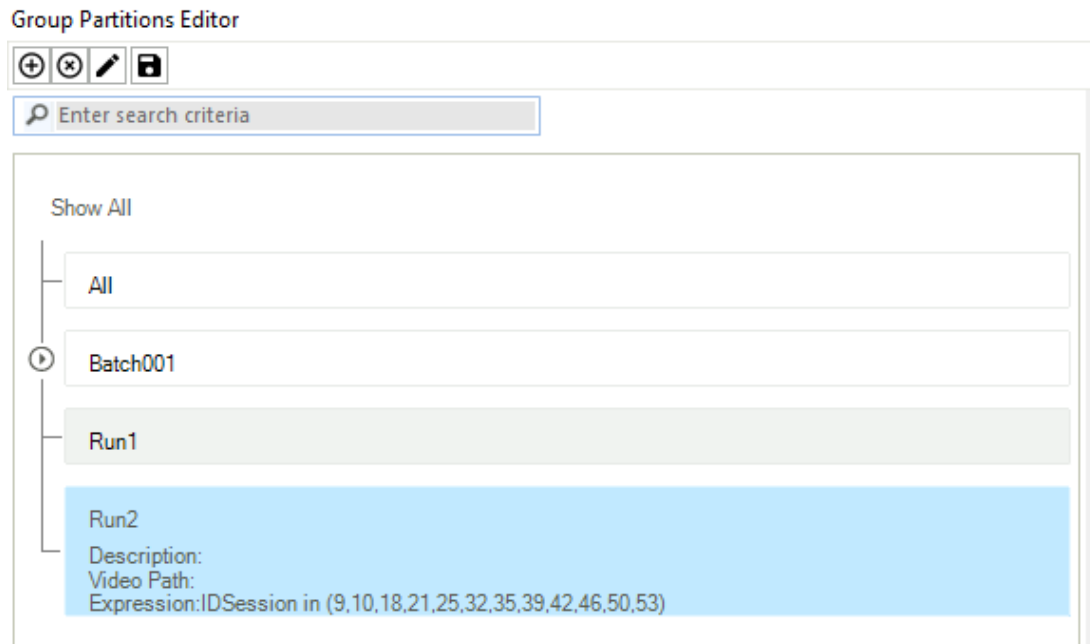 Group Partitions Editor
Enter search criteria
Show All
All
Batch001
Run1
Run2
Description:
Video Path:
Expression:IDSession in (9,10,18,21,25,32,35,39,42,46,50,53)